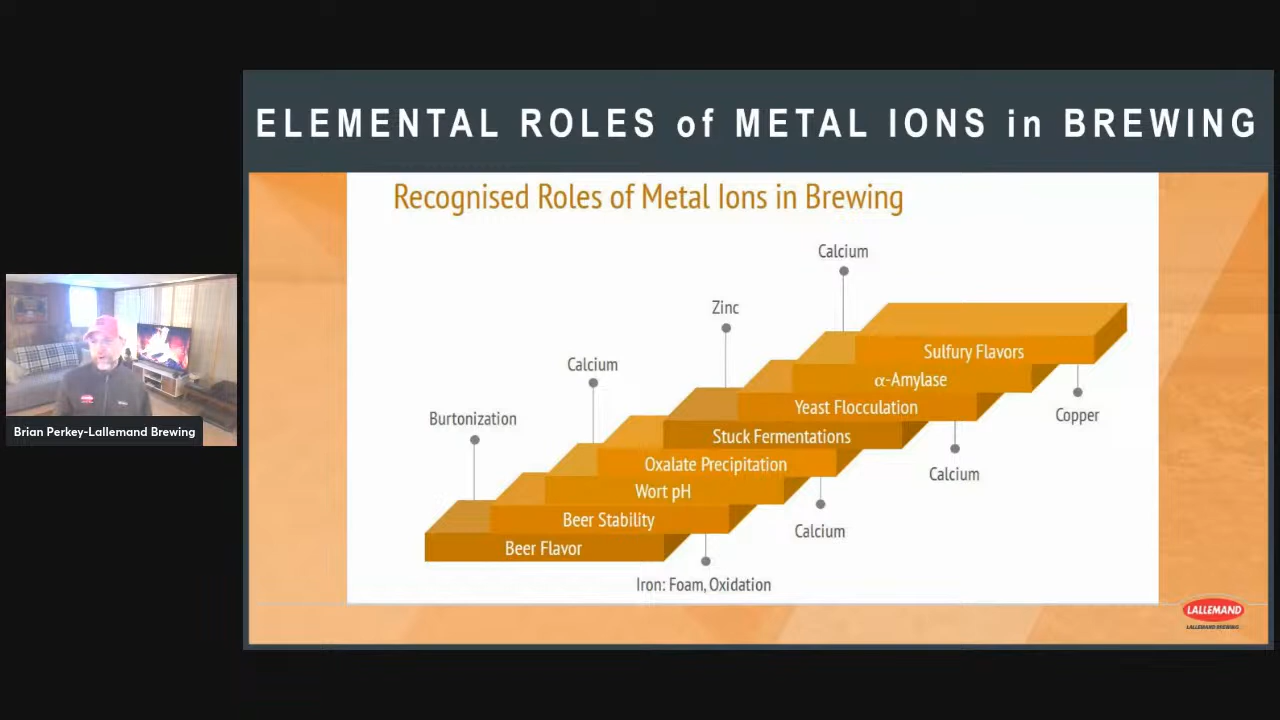 ELEMENTAL ROLES of METAL IONS in BREWING
Recognised Roles of Metal Ions in Brewing
Calcium
Zinc
Calcium
Burtonization
Sulfury Flavors
α-Amylase
Yeast Flocculation
Stuck Fermentations
Oxalate Precipitation
Wort pH
Beer Stability
Beer Flavor
Copper
Calcium
Calcium
Iron: Foam, Oxidation
Brian Perkey-Lallemand Brewing
LALLEMAND
LALLEMAND BREWING